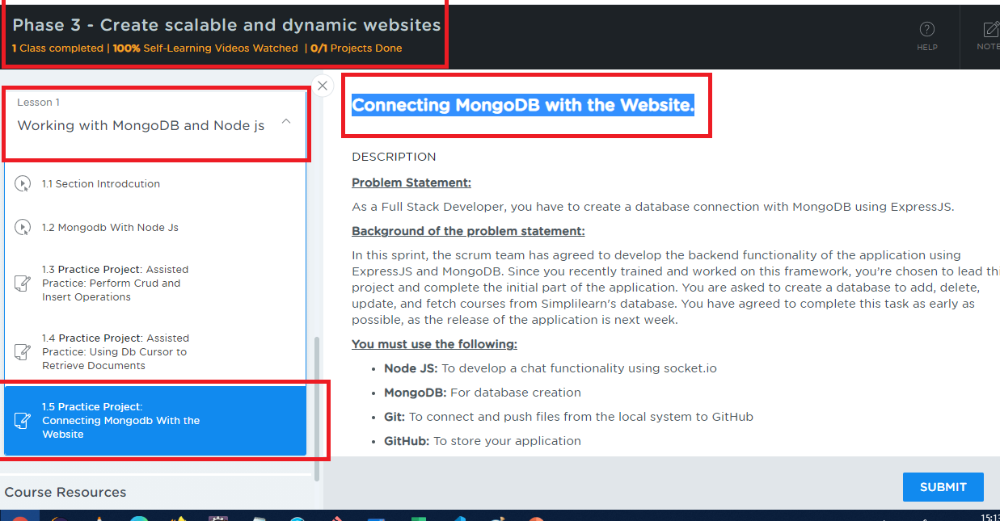 Phase 3 - Create scalable and dynamic websites
1 Class completed | 100% Self-Learning Videos Watched | 0/1 Projects Done
HELP
NOTE
Lesson 1
Working with MongoDB and Node js
1.1 Section Introdcution
1.2 Mongodb With Node Js
1.3 Practice Project: Assisted
Practice: Perform Crud and
Insert Operations
1.4 Practice Project: Assisted
Practice: Using Db Cursor to
Retrieve Documents
1.5 Practice Project:
Connecting Mongodb With the
Website
Course Resources
Connecting MongoDB with the Website.
DESCRIPTION
Problem Statement:
As a Full Stack Developer, you have to create a database connection with MongoDB using ExpressJS.
Background of the problem statement:
In this sprint, the scrum team has agreed to develop the backend functionality of the application using
ExpressJS and MongoDB. Since you recently trained and worked on this framework, you're chosen to lead thi
project and complete the initial part of the application. You are asked to create a database to add, delete,
update, and fetch courses from Simplilearn's database. You have agreed to complete this task as early as
possible, as the release of the application is next week.
You must use the following:
• Node JS: To develop a chat functionality using socket.io
• MongoDB: For database creation
• Git: To connect and push files from the local system to GitHub
• GitHub: To store your application
SUBMIT
15:13